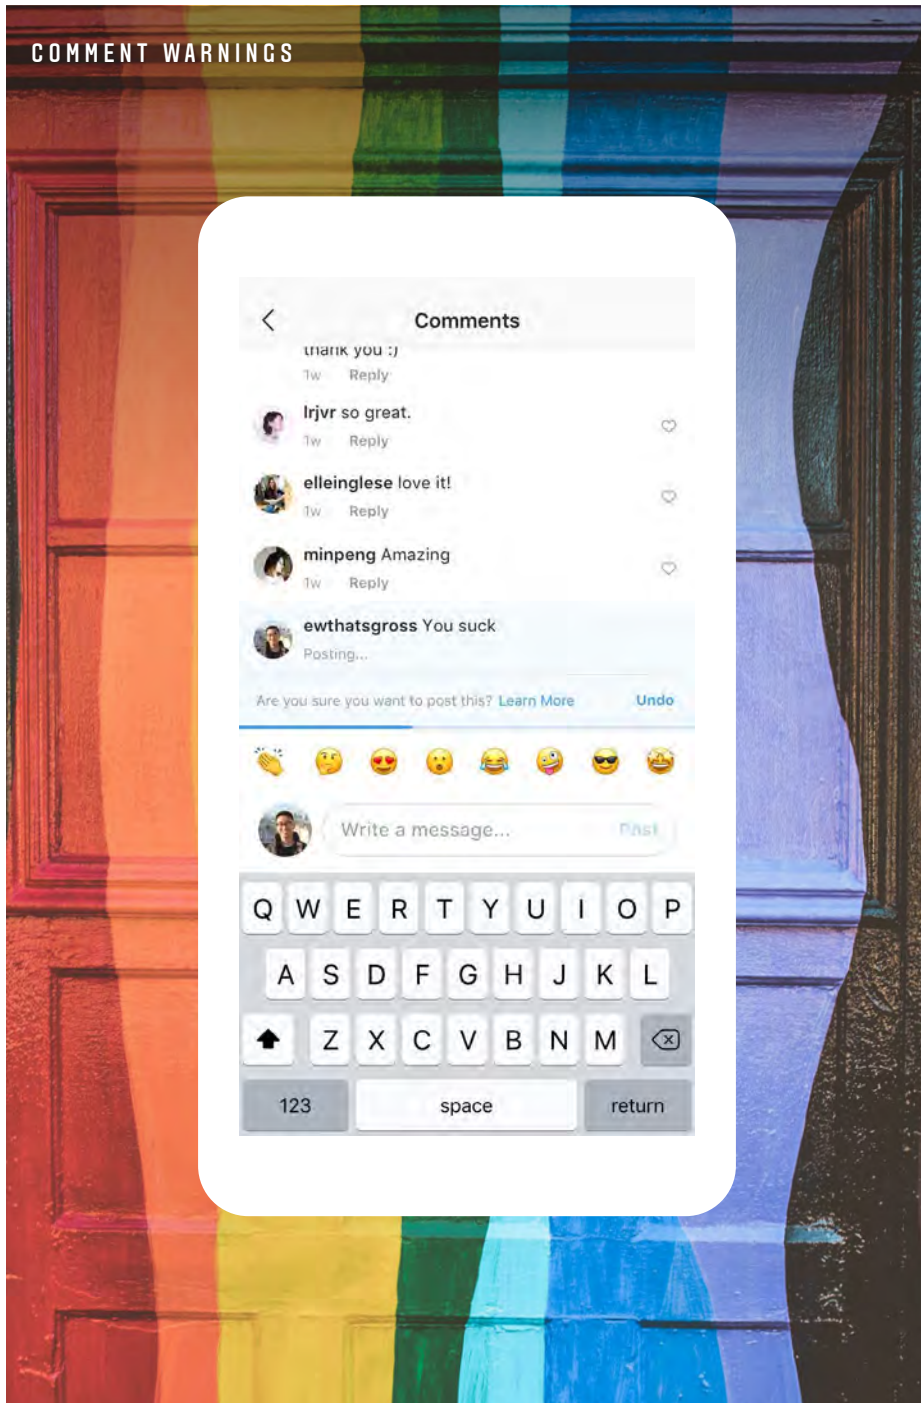 COMMENT WARNINGS
Comments
thank you :)
1w Reply
lrjvr so great.
1w Reply
elleinglese love it!
1w Reply
minpeng Amazing
1w Reply
ewthatsgross You suck
Posting...
Are you sure you want to post this? Learn More Undo
Write a message... Post
Q W E R T Y U I O P
A S D F G H J K L
Z X C V B N M
123 space return